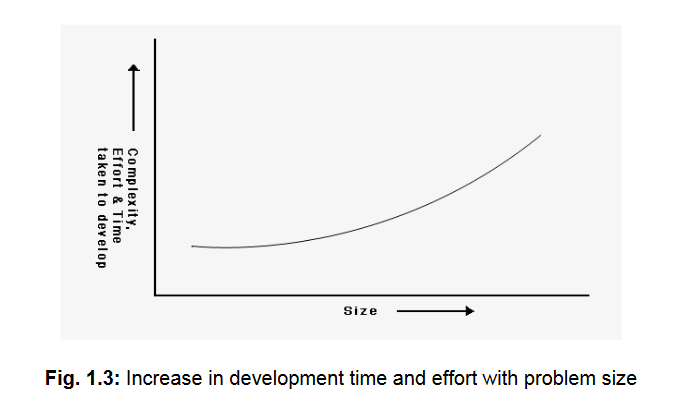 Complexity,
Effort & Time
taken to develop
Size
Fig. 1.3: Increase in development time and effort with problem size